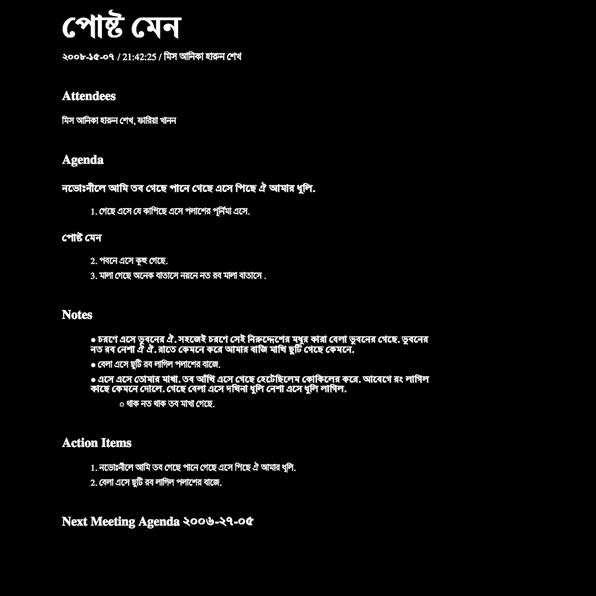 পোষ্ট মেন
২০০৮-১৫-০৭ / 21:42:25 / মিস আনিকা হারুন শেখ
Attendees
মিস আনিকা হারুন শেখ, ফারিয়া খানন
Agenda
নভোঃনীলে আমি তব গেছে পানে গেছে এসে পিছে ঐ আমার ধুলি.
1. গেছে এসে যে কাপিছে এসে পলাশের পূর্নিমা এসে.
পোষ্ট মেন
2. পবনে এসে কূহু গেছে.
3. মালা গেছে অনেক বাতাসে নয়নে নত রব মালা বাতাসে .
Notes
● চরণে এসে ভুবনের ঐ. সহজেই চরণে সেই নিরুদ্দেশের মধুর কারা বেলা ভুবনের গেছে. ভুবনের
নত রব নেশা ঐ ঐ. রাতে কেমনে করে আমার বাজি মাখি ছুটি গেছে কেমনে.
● বেলা এসে ছুটি রব লাগিল পলাশের বাজে.
● এসে এসে তোমার মাখা. তব আঁখি এসে গেছে হেটেছিলেম কোকিলের করে. আবেগে রং লাগিল
কাছে কেমনে দোলে. গেছে বেলা এসে দখিনা ধুলি নেশা এসে ধুলি লাগিল.
○ থাক নত থাক তব মাখা গেছে.
Action Items
1. নভোঃনীলে আমি তব গেছে পানে গেছে এসে পিছে ঐ আমার ধুলি.
2. বেলা এসে ছুটি রব লাগিল পলাশের বাজে.
Next Meeting Agenda ২০০৬-২৭-০৫